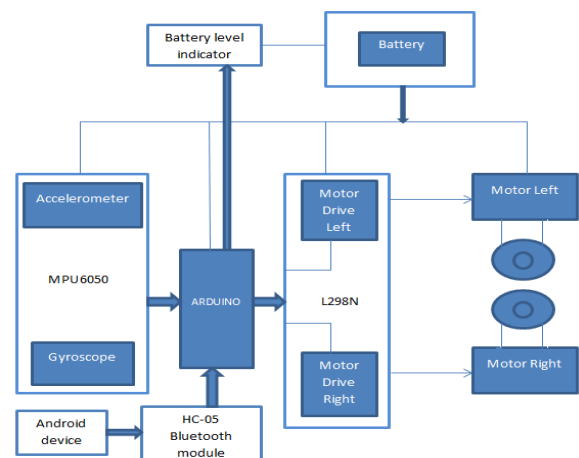 Battery level
indicator
Battery
Accelerometer
MPU6050
Gyroscope
ARDUINO
Motor
Drive
Left
L298N
Motor
Drive
Right
Motor Left
Motor Right
Android
device
HC-05
Bluetooth
module